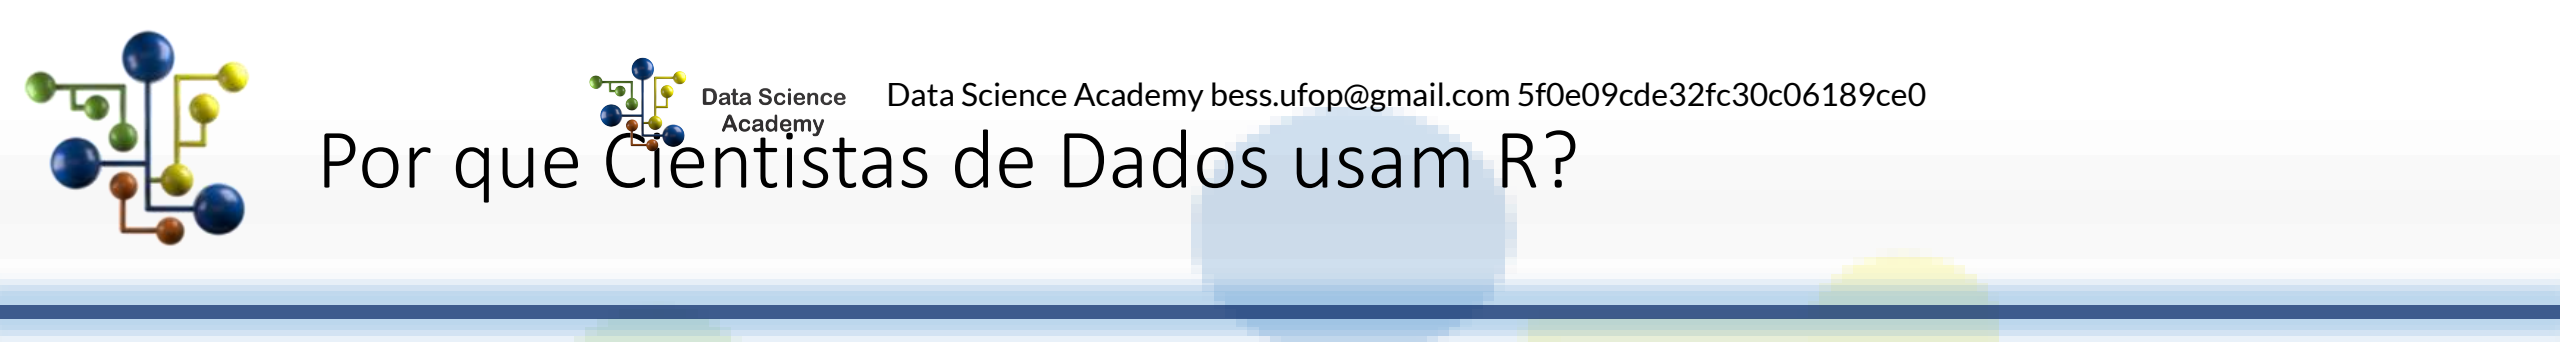 Data Science
Academy
Data Science Academy bess.ufop@gmail.com 5f0e09cde32fc30c06189ce0
Por que Cientistas de Dados usam R?